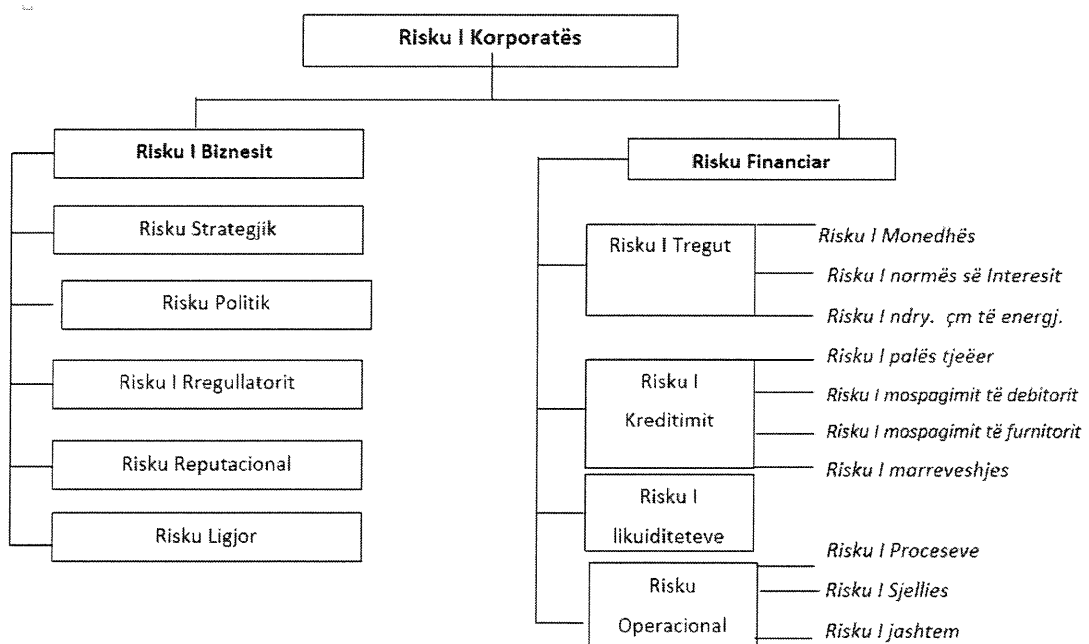 Risku I Korporatës
Risku I Biznesit
Risku Strategjik
Risku Politik
Risku I Rregullatorit
Risku Reputacional
Risku Ligjor
Risku Financiar
Risku I Tregut
Risku I Monedhës
Risku I normës së Interesit
Risku I ndry. çm të energj.
Risku I
Kreditimit
Risku I palës tjeëer
Risku I mospagimit të debitorit
Risku I mospagimit të furnitorit
Risku I marreveshjes
Risku I
likuiditeteve
Risku
Operacional
Risku I Proceseve
Risku I Sjellies
Risku I jashtem